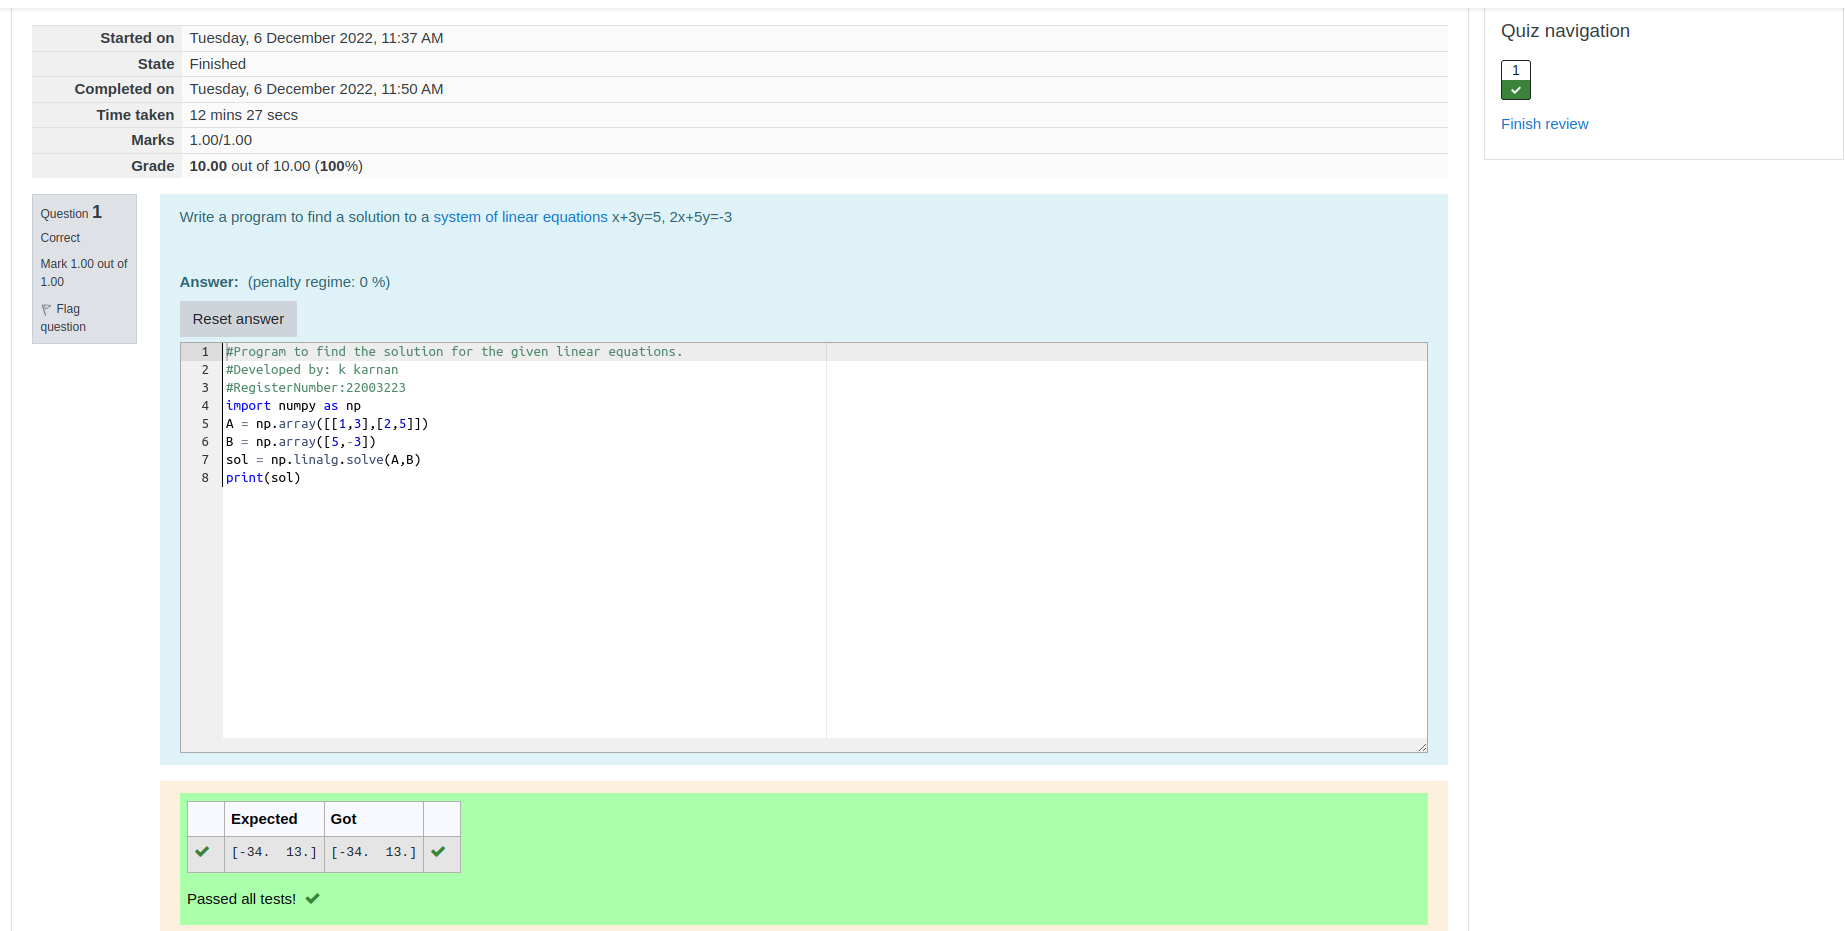 Started on Tuesday, 6 December 2022, 11:37 AM
State Finished
Completed on Tuesday, 6 December 2022, 11:50 AM
Time taken 12 mins 27 secs
Marks 1.00/1.00
Grade 10.00 out of 10.00 (100%)
Question 1
Correct
Mark 1.00 out of
1.00
Flag
question
Write a program to find a solution to a system of linear equations x+3y=5, 2x+5y=-3
Answer: (penalty regime: 0 %)
Reset answer
1 #Program to find the solution for the given linear equations.
2 #Developed by: k karnan
3 #RegisterNumber:22003223
4 import numpy as np
5 A = np.array([[1,3],[2,5]])
6 B = np.array([5,-3])
7 sol = np.linalg.solve(A,B)
8 print(sol)
Expected Got
[-34.  13.] [-34.  13.]
Passed all tests!
Quiz navigation
1
Finish review